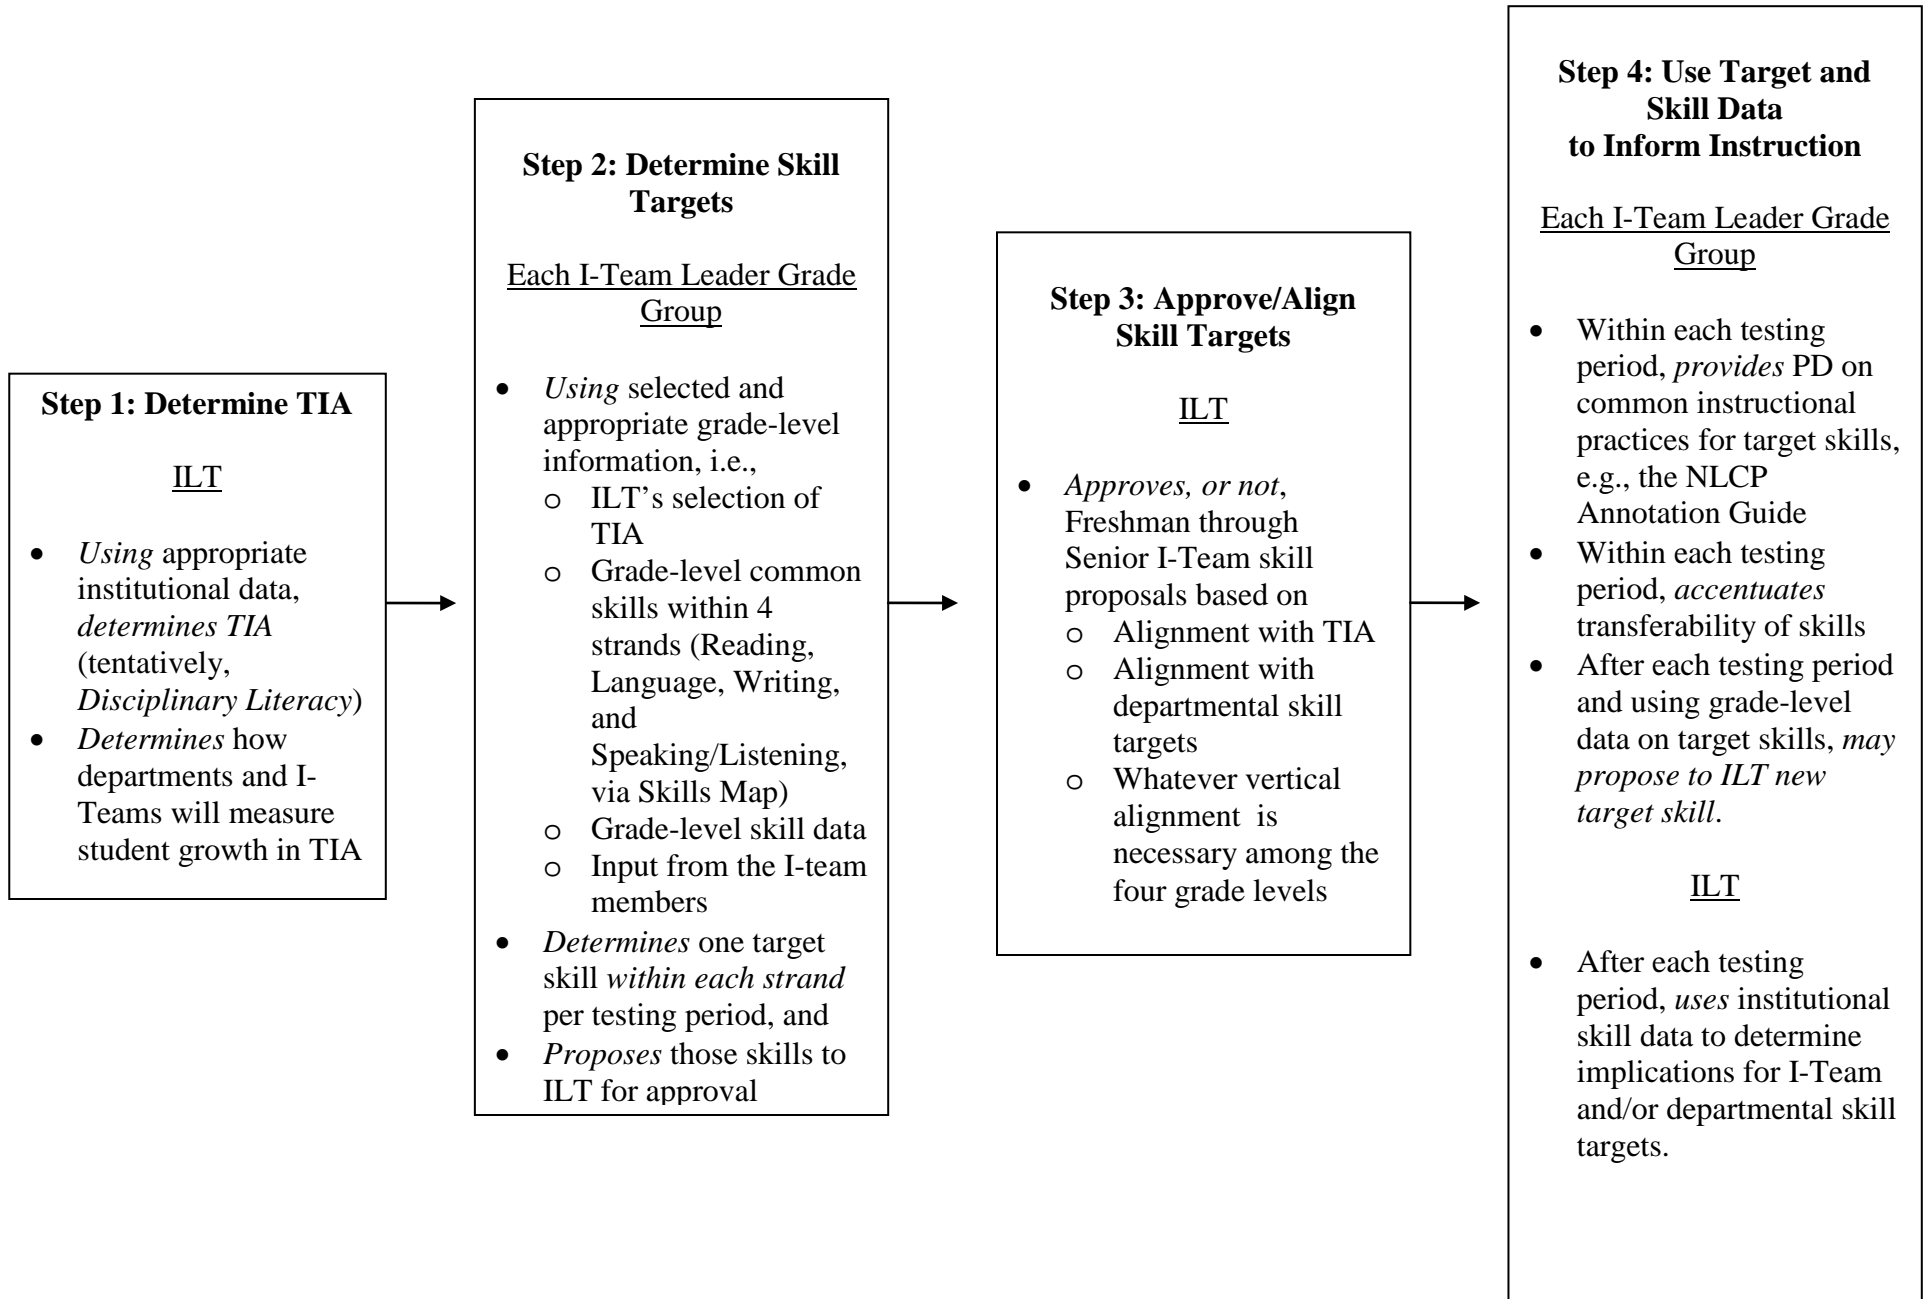 Step 1: Determine TIA
ILT
• Using appropriate
institutional data,
determines TIA
(tentatively,
Disciplinary Literacy)
• Determines how
departments and I-
Teams will measure
student growth in TIA
Step 2: Determine Skill
Targets
Each I-Team Leader Grade
Group
• Using selected and
appropriate grade-level
information, i.e.,
o ILT’s selection of
TIA
o Grade-level common
skills within 4
strands (Reading,
Language, Writing,
and
Speaking/Listening,
via Skills Map)
o Grade-level skill data
o Input from the I-team
members
• Determines one target
skill within each strand
per testing period, and
• Proposes those skills to
ILT for approval
Step 3: Approve/Align
Skill Targets
ILT
• Approves, or not,
Freshman through
Senior I-Team skill
proposals based on
o Alignment with TIA
o Alignment with
departmental skill
targets
o Whatever vertical
alignment is
necessary among the
four grade levels
Step 4: Use Target and
Skill Data
to Inform Instruction
Each I-Team Leader Grade
Group
• Within each testing
period, provides PD on
common instructional
practices for target skills,
e.g., the NLCP
Annotation Guide
• Within each testing
period, accentuates
transferability of skills
• After each testing period
and using grade-level
data on target skills, may
propose to ILT new
target skill.
ILT
• After each testing
period, uses institutional
skill data to determine
implications for I-Team
and/or departmental skill
targets.